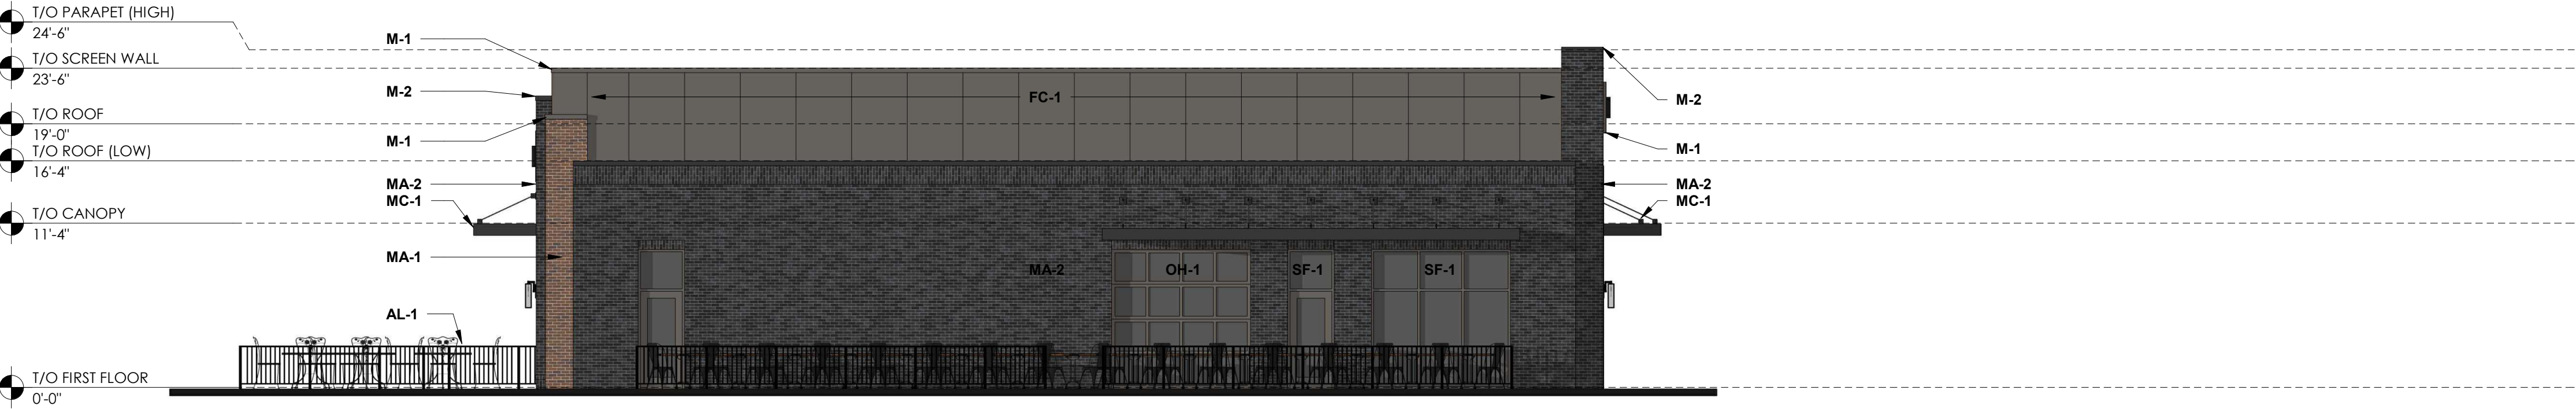 T/O PARAPET (HIGH)
24'-6"
T/O SCREEN WALL
23'-6"
T/O ROOF
19'-0"
T/O ROOF (LOW)
16'-4"
T/O CANOPY
11'-4"
T/O FIRST FLOOR
0'-0"
M-1
M-2
M-1
MA-2
MC-1
MA-1
AL-1
FC-1
MA-2
OH-1
SF-1
SF-1
M-2
M-1
MA-2
MC-1